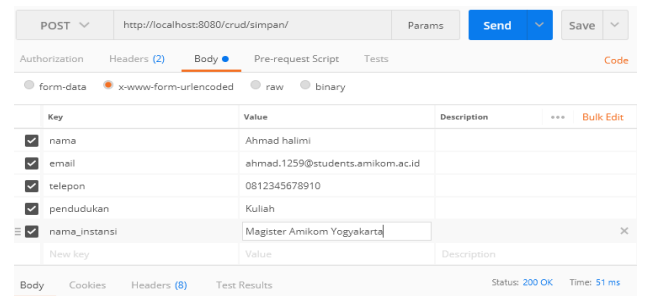 POST http://localhost:8080/crud/simpan/ Params Send Save
Authorization Headers (2) Body Pre-request Script Tests Code
form-data x-www-form-urlencoded raw binary
Key Value Description ••• Bulk Edit
nama Ahmad halimi
email ahmad.1259@students.amikom.ac.id
telepon 0812345678910
pendudukan Kuliah
nama_instansi Magister Amikom Yogyakarta
New key Value Description
Body Cookies Headers (8) Test Results Status: 200 OK Time: 51 ms